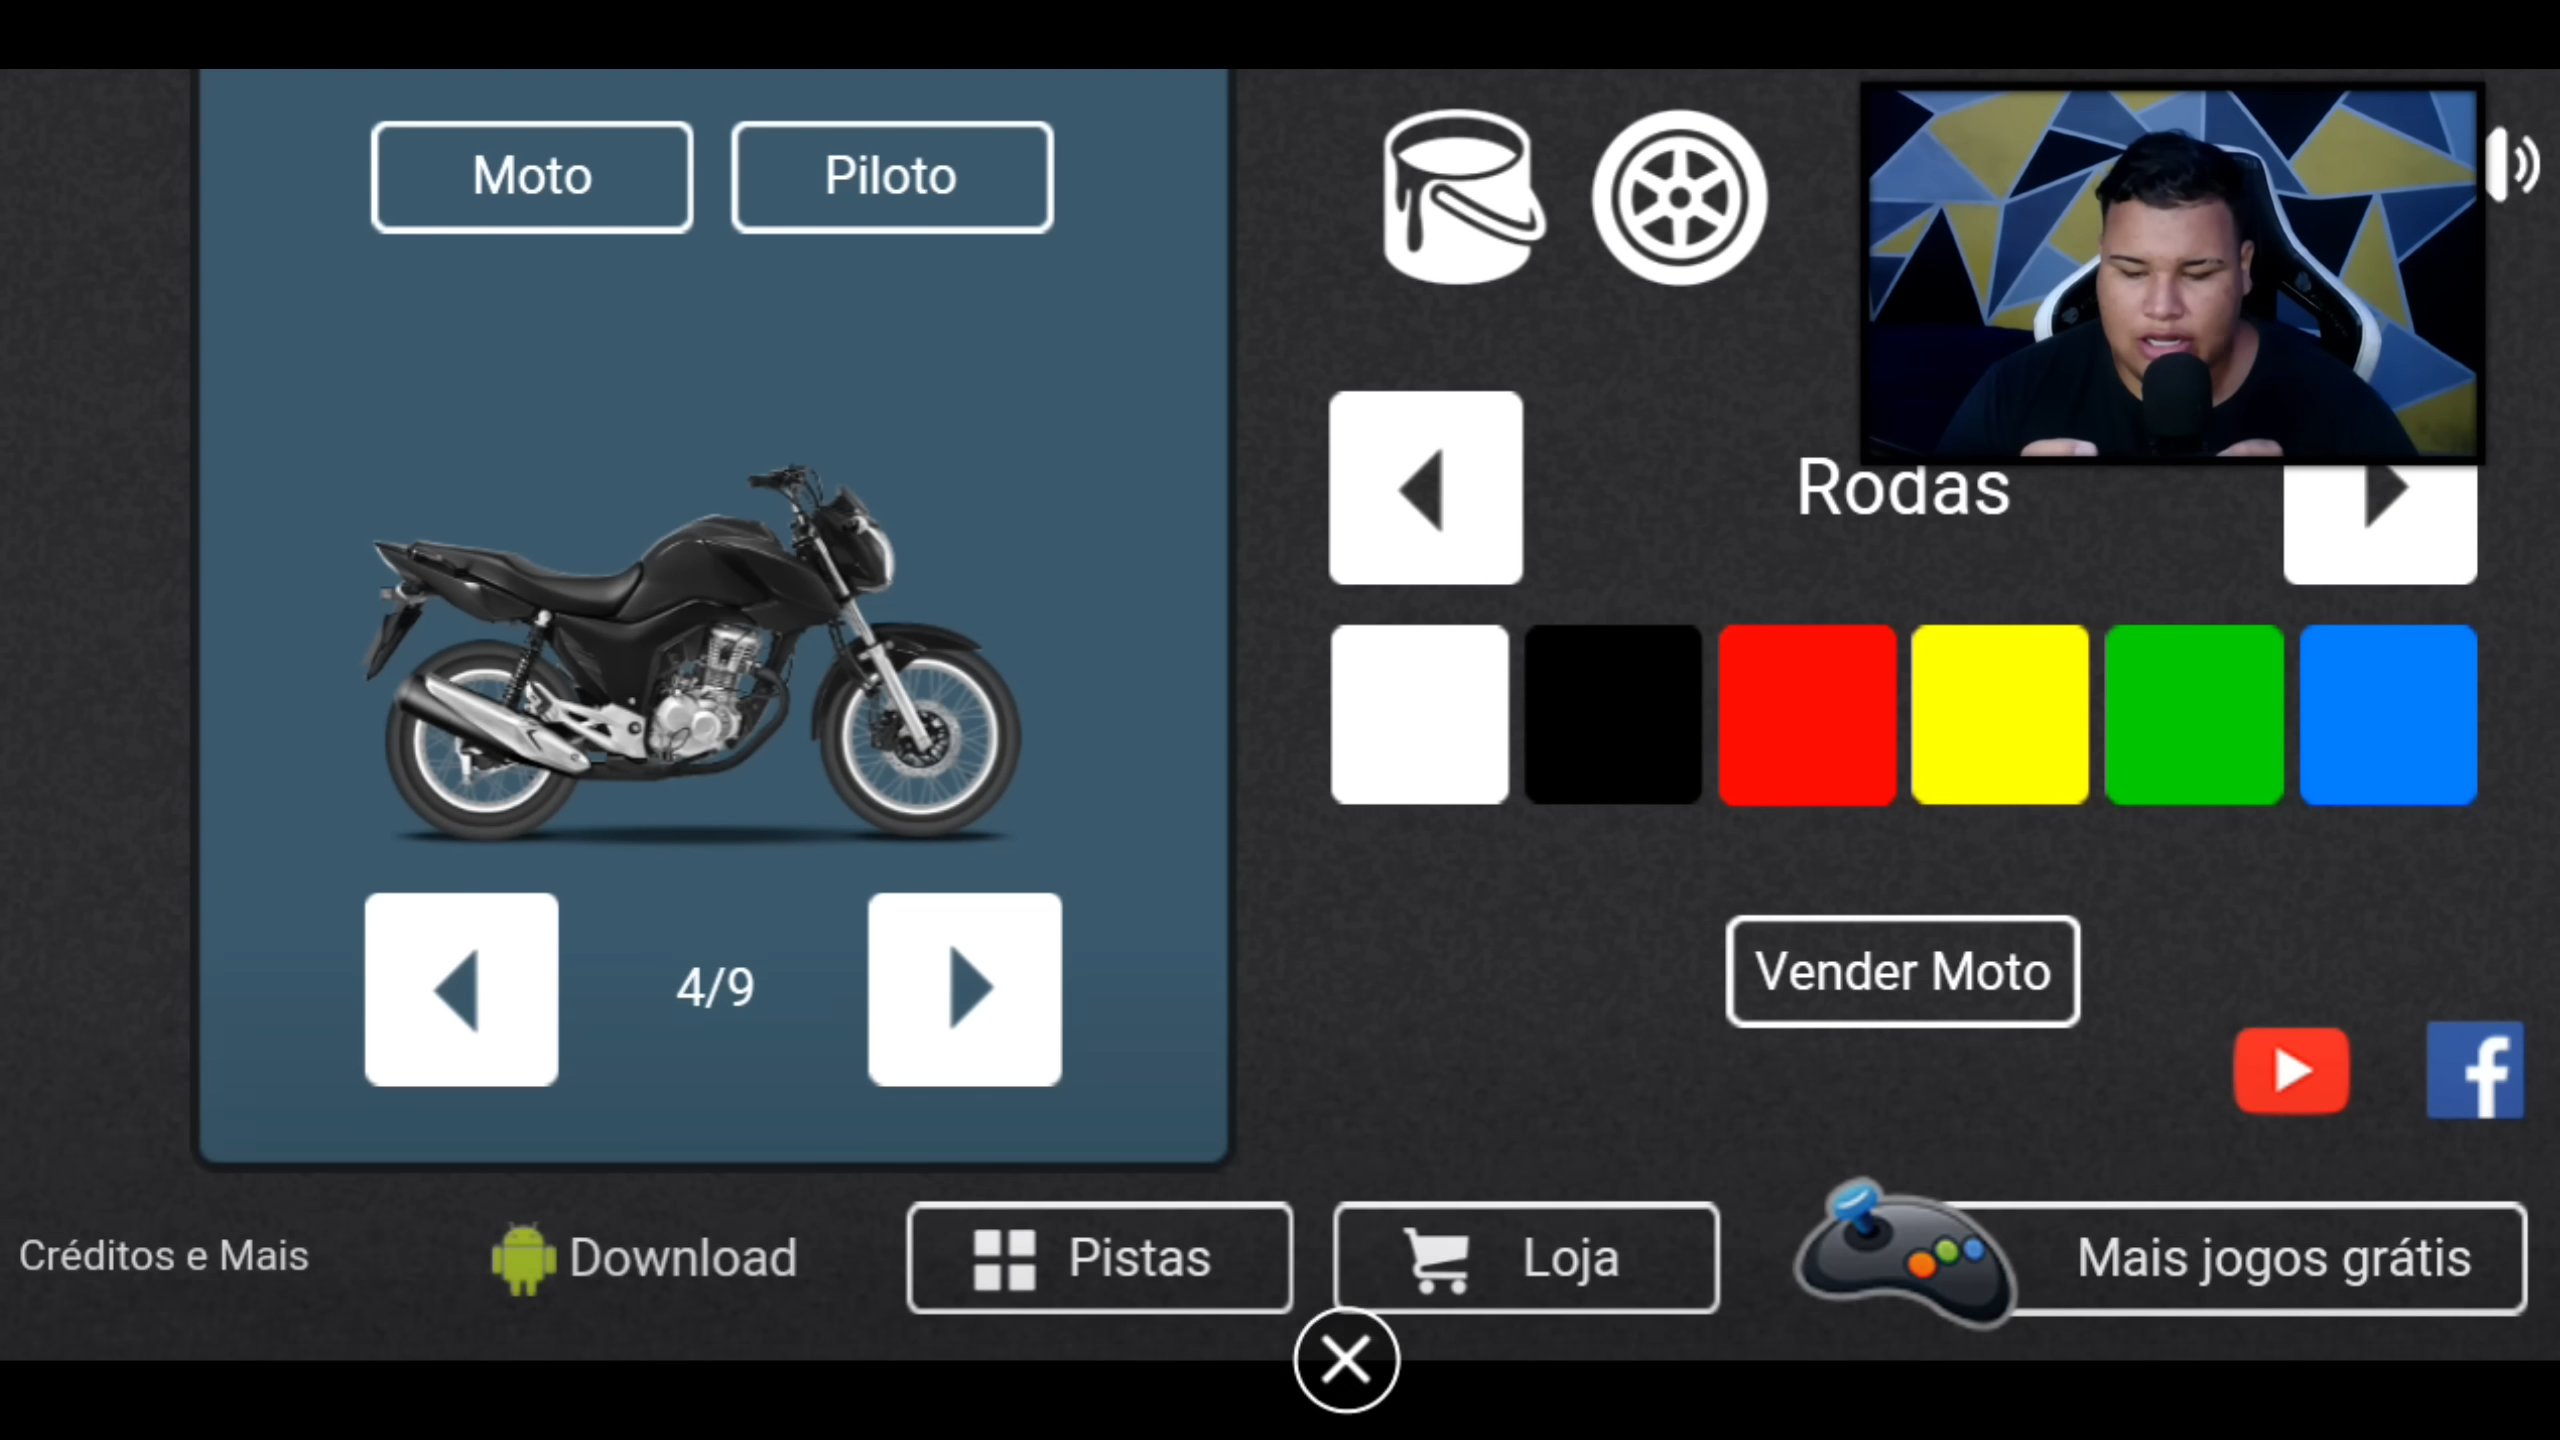 Moto
Piloto
Rodas
4/9
Vender Moto
Créditos e Mais
Download
Pistas
Loja
Mais jogos grátis